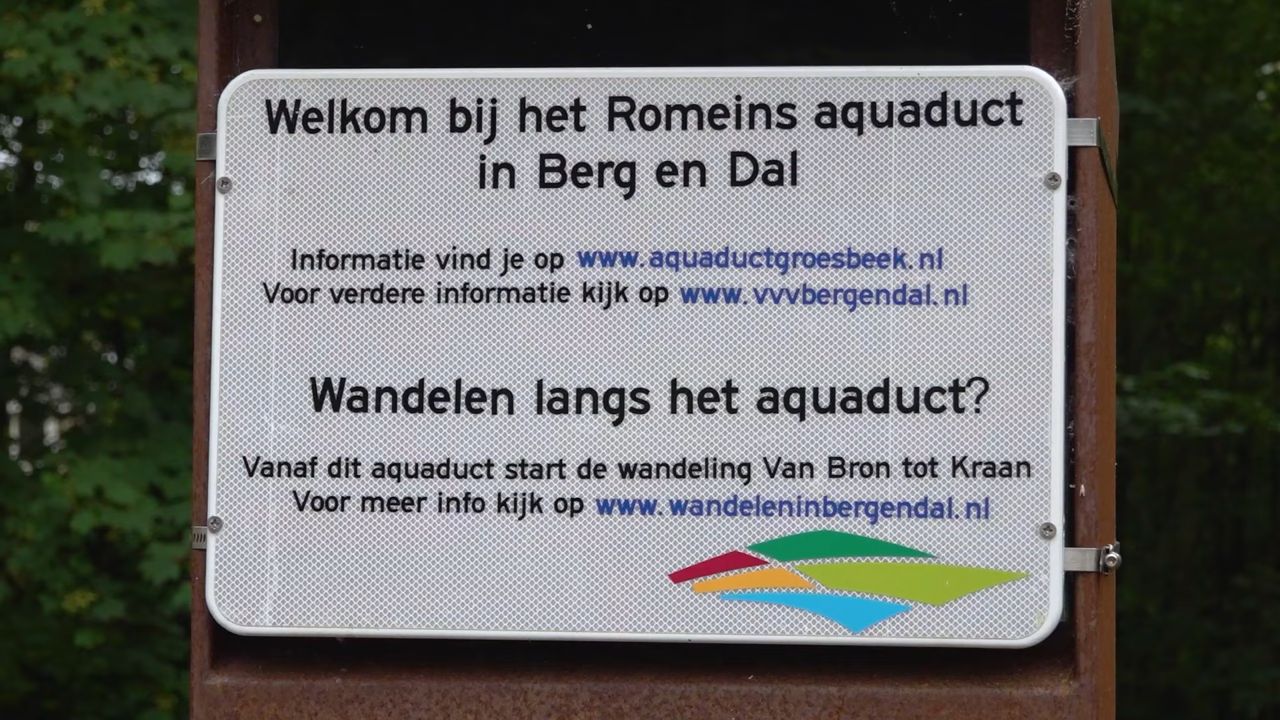 Welkom bij het Romeins aquaduct
in Berg en Dal
Informatie vind je op www.aquaductgroesbeek.nl
Voor verdere informatie kijk op www.vvvbergendal.nl
Wandelen langs het aquaduct?
Vanaf dit aquaduct start de wandeling Van Bron tot Kraan
Voor meer info kijk op www.wandeleninbergendal.nl